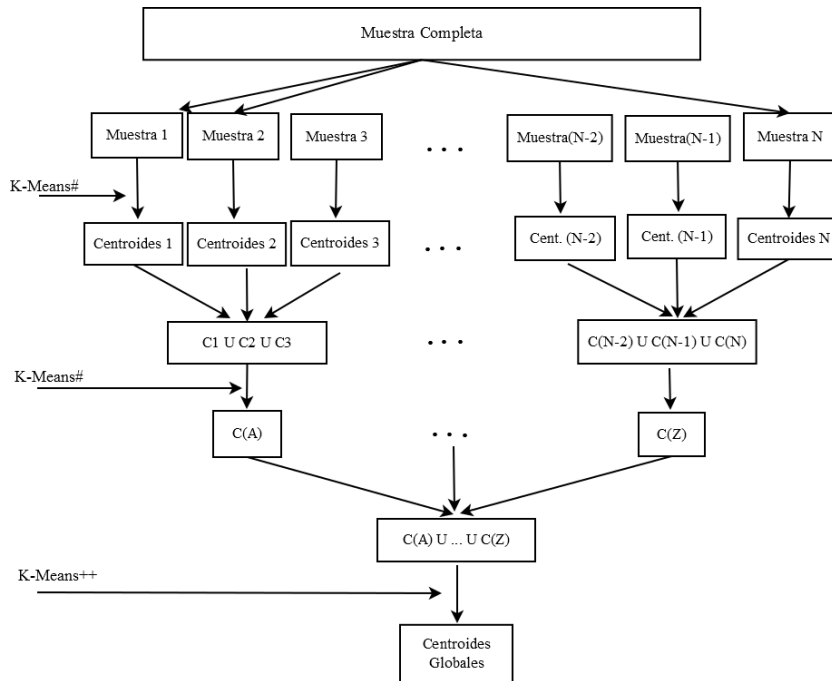 Muestra Completa
Muestra 1
Muestra 2
Muestra 3
. . .
Muestra(N-2)
Muestra(N-1)
Muestra N
K-Means#
Centroides 1
Centroides 2
Centroides 3
. . .
Cent. (N-2)
Cent. (N-1)
Centroides N
C1 U C2 U C3
. . .
C(N-2) U C(N-1) U C(N)
K-Means#
C(A)
. . .
C(Z)
C(A) U ... U C(Z)
K-Means++
Centroides
Globales